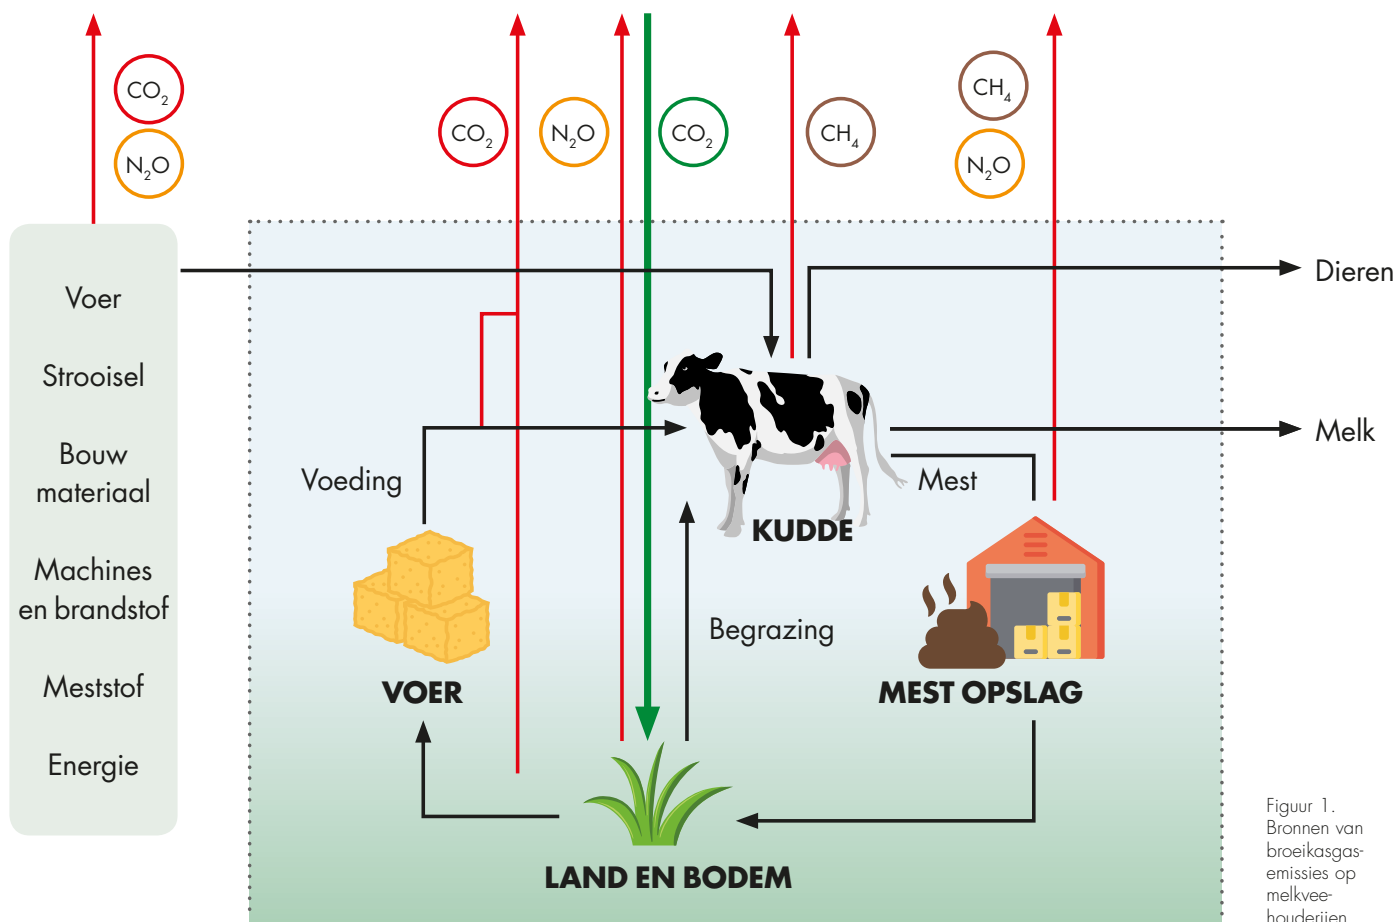 CO₂
N₂O
CO₂
N₂O
CO₂
CH₄
CH₄
N₂O
Voer
Strooisel
Bouw
materiaal
Machines
en brandstof
Meststof
Energie
Dieren
Melk
Voeding
Mest
KUDDE
Begrazing
VOER
MEST OPSLAG
LAND EN BODEM
Figuur 1.
Bronnen van
broeikasgas-
emissies op
melkvee-
houderijen